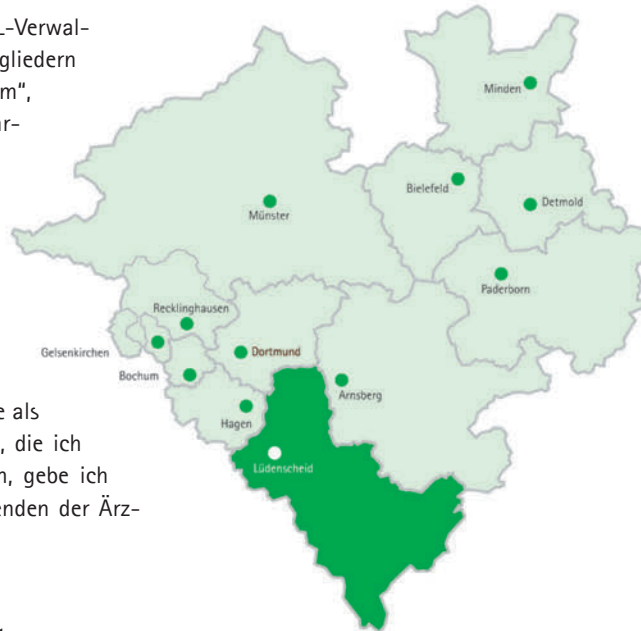 L-Verwal-
gliedern
m“,
ar-
e als
, die ich
n, gebe ich
enden der Ärz-
Minden
Bielefeld
Detmold
Münster
Paderborn
Recklinghausen
Gelsenkirchen
Dortmund
Bochum
Arnsberg
Hagen
Lüdenscheid